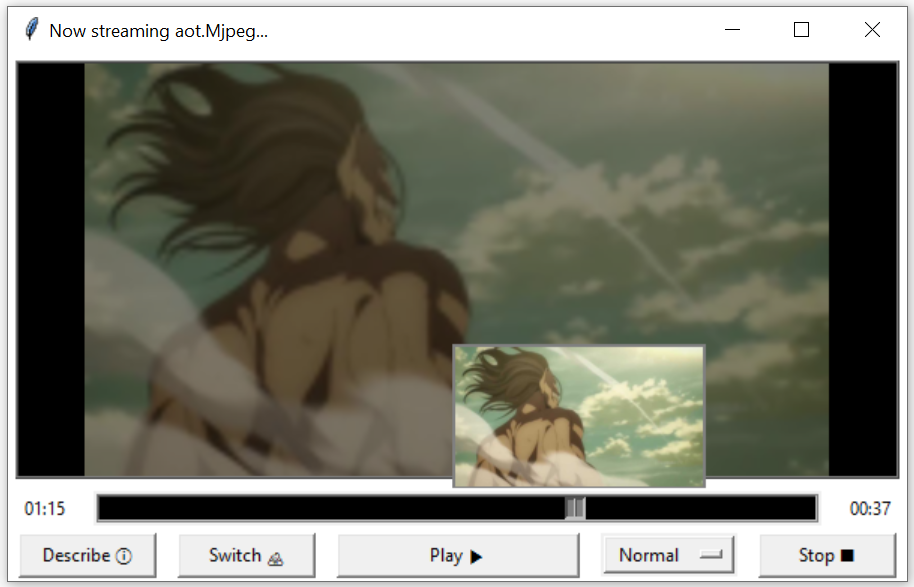 Now streaming aot.Mjpeg...
01:15 00:37
Describe ⓘ Switch Play ▶ Normal Stop ■